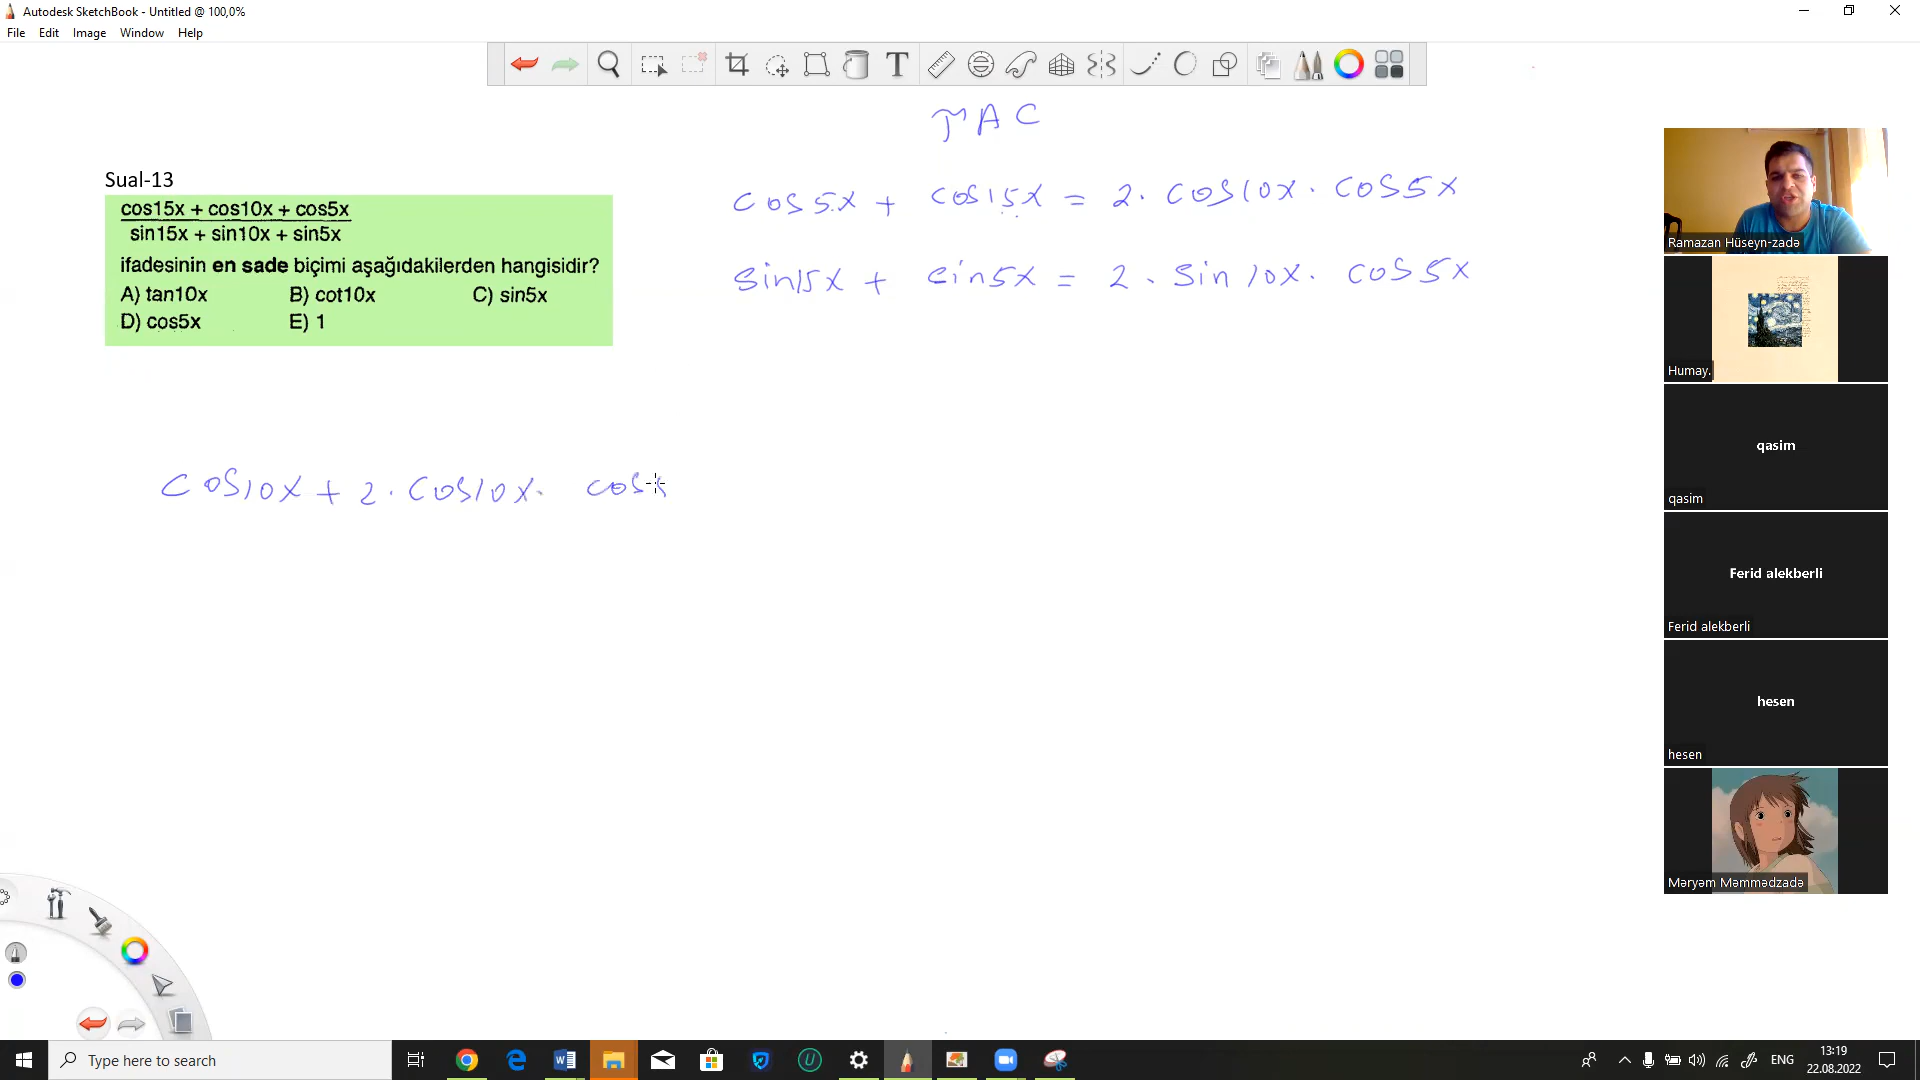 Autodesk SketchBook - Untitled @ 100,0%
File Edit Image Window Help
T
MAC
Sual-13
cos15x + cos10x + cos5x
sin15x + sin10x + sin5x
ifadesinin en sade biçimi aşağıdakilerden hangisidir?
A) tan10x B) cot10x C) sin5x
D) cos5x E) 1
cos5x + cos15x = 2 · cos10x · cos5x
sin15x + sin5x = 2 · sin10x · cos5x
cos10x + 2 · cos10x · cos
Ramazan Hüseyn-zadə
Humay.
qasim
qasim
Ferid alekberli
Ferid alekberli
hesen
hesen
Məryəm Məmmədzadə
Type here to search
ENG
13:19
22.08.2022